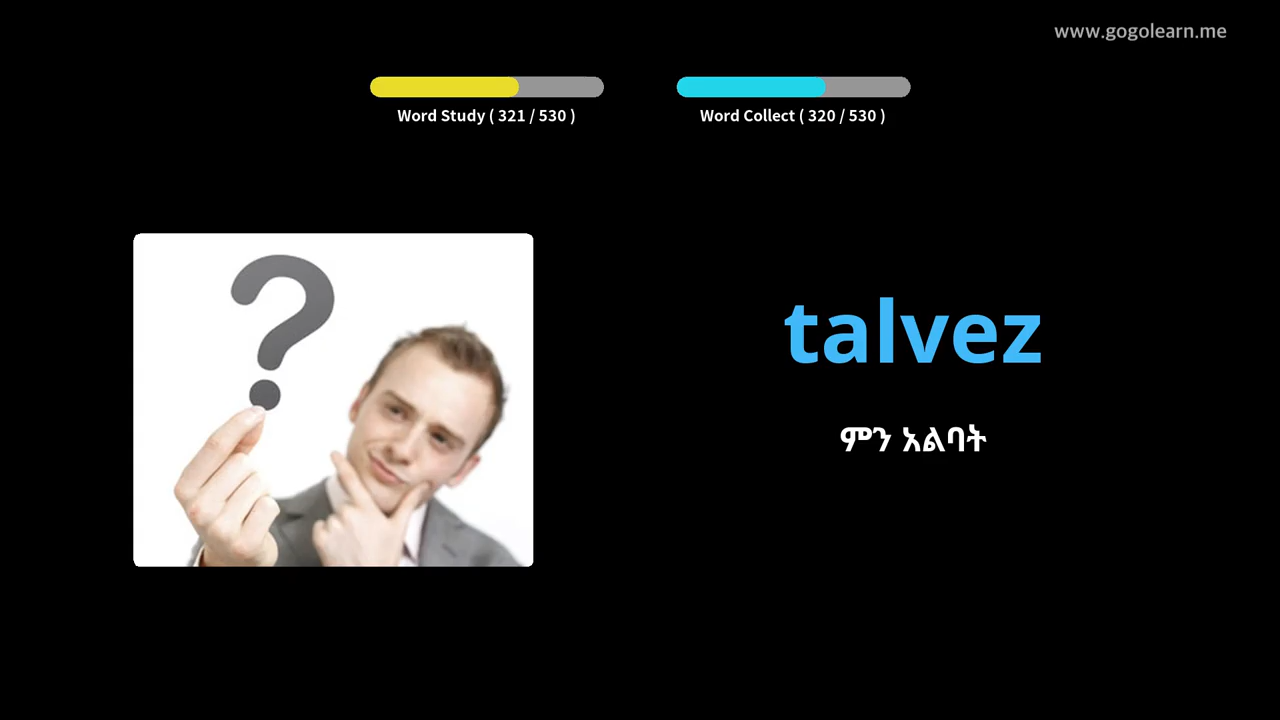 www.gogolearn.me
Word Study ( 321 / 530 )
Word Collect ( 320 / 530 )
talvez
ምን አልባት